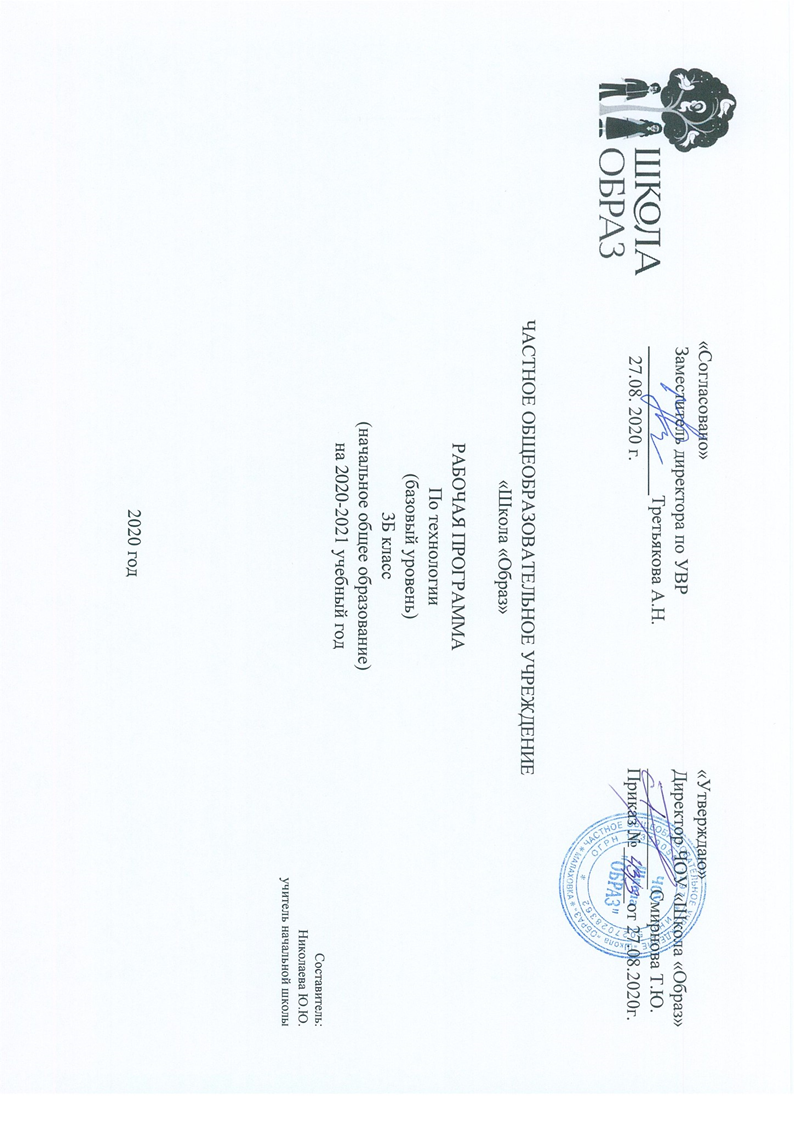 ШКОЛА
ОБРАЗ
«Согласовано»
Заместитель директора по УВР
Третьякова А.Н.
27.08. 2020 г.
«Утверждаю»
Директор ЧОУ «Школа «Образ»
Смирнова Т.Ю.
Приказ № от 27.08.2020г.
ЧАСТНОЕ ОБЩЕОБРАЗОВАТЕЛЬНОЕ УЧРЕЖДЕНИЕ
«Школа «Образ»
РАБОЧАЯ ПРОГРАММА
По технологии
(базовый уровень)
3Б класс
(начальное общее образование)
на 2020-2021 учебный год
Составитель:
Николаева Ю.Ю.
учитель начальной школы
2020 год